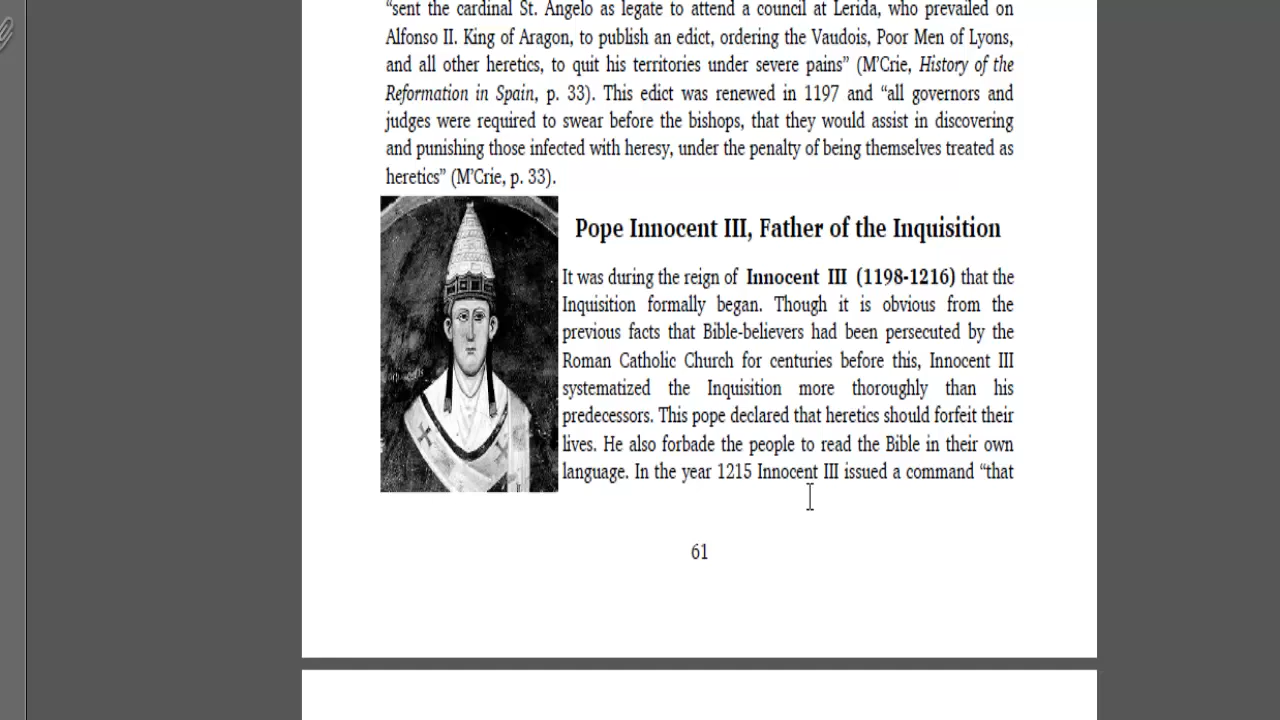 “sent the cardinal St. Angelo as legate to attend a council at Lerida, who prevailed on
Alfonso II. King of Aragon, to publish an edict, ordering the Vaudois, Poor Men of Lyons,
and all other heretics, to quit his territories under severe pains” (M’Crie, History of the
Reformation in Spain, p. 33). This edict was renewed in 1197 and “all governors and
judges were required to swear before the bishops, that they would assist in discovering
and punishing those infected with heresy, under the penalty of being themselves treated as
heretics” (M’Crie, p. 33).
Pope Innocent III, Father of the Inquisition
It was during the reign of Innocent III (1198-1216) that the
Inquisition formally began. Though it is obvious from the
previous facts that Bible-believers had been persecuted by the
Roman Catholic Church for centuries before this, Innocent III
systematized the Inquisition more thoroughly than his
predecessors. This pope declared that heretics should forfeit their
lives. He also forbade the people to read the Bible in their own
language. In the year 1215 Innocent III issued a command “that
61